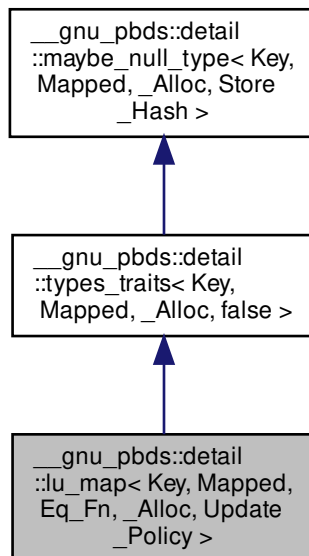 __gnu_pbds::detail
::maybe_null_type< Key,
Mapped, _Alloc, Store
_Hash >
__gnu_pbds::detail
::types_traits< Key,
Mapped, _Alloc, false >
__gnu_pbds::detail
::lu_map< Key, Mapped,
Eq_Fn, _Alloc, Update
_Policy >